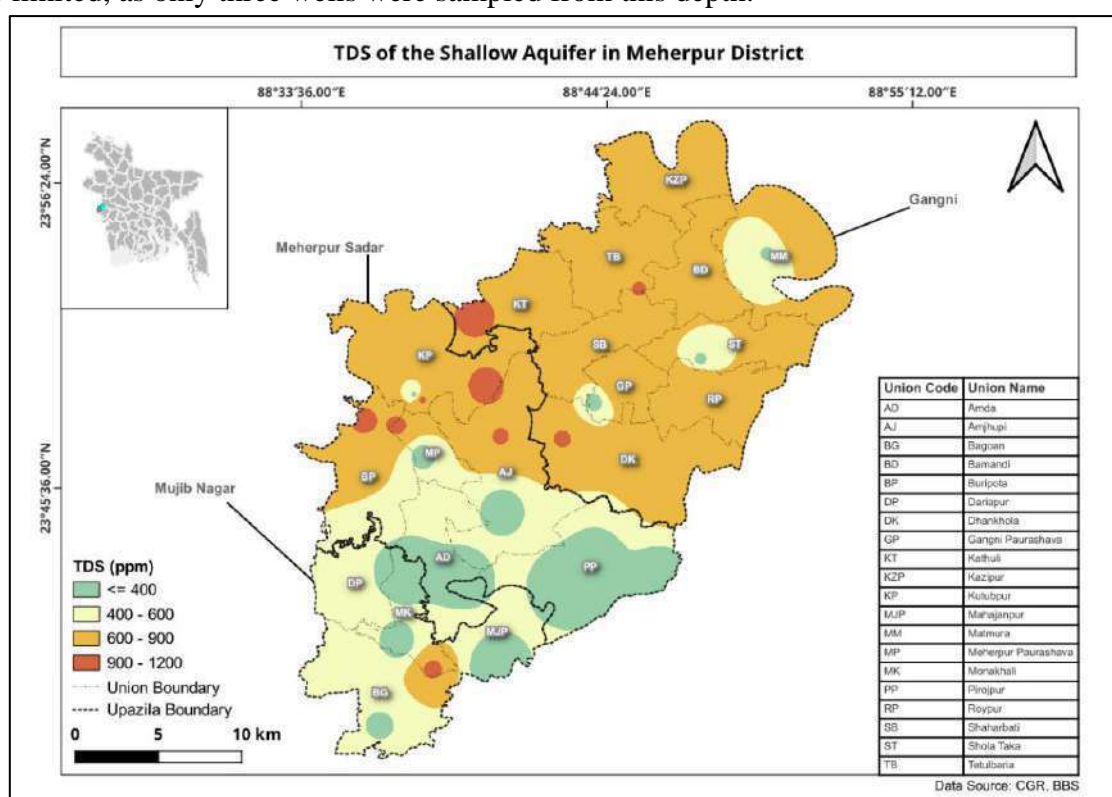 limited, as only three wells were sampled from this depth.
TDS of the Shallow Aquifer in Meherpur District
88°33'36.00"E 88°44'24.00"E 88°55'12.00"E
23°56'24.00"N
23°45'36.00"N
Gangni
Meherpur Sadar
Mujib Nagar
KZP
TB
BD
MM
KT
SB
ST
KP
GP
RP
MP
AJ
DK
BP
AD
PP
DP
MK
MJP
BG
TDS (ppm)
<= 400
400 - 600
600 - 900
900 - 1200
Union Boundary
Upazila Boundary
0 5 10 km
Union Code Union Name
AD Amda
AJ Amjhupi
BG Bagoan
BD Bamandi
BP Buripota
DP Dariapur
DK Dhankhola
GP Gangni Paurashava
KT Kathuli
KZP Kazipur
KP Kutubpur
MJP Mahajanpur
MM Matmura
MP Meherpur Paurashava
MK Monakhali
PP Pirojpur
RP Roypur
SB Shaharbati
ST Shola Taka
TB Tetulbaria
Data Source: CGR, BBS